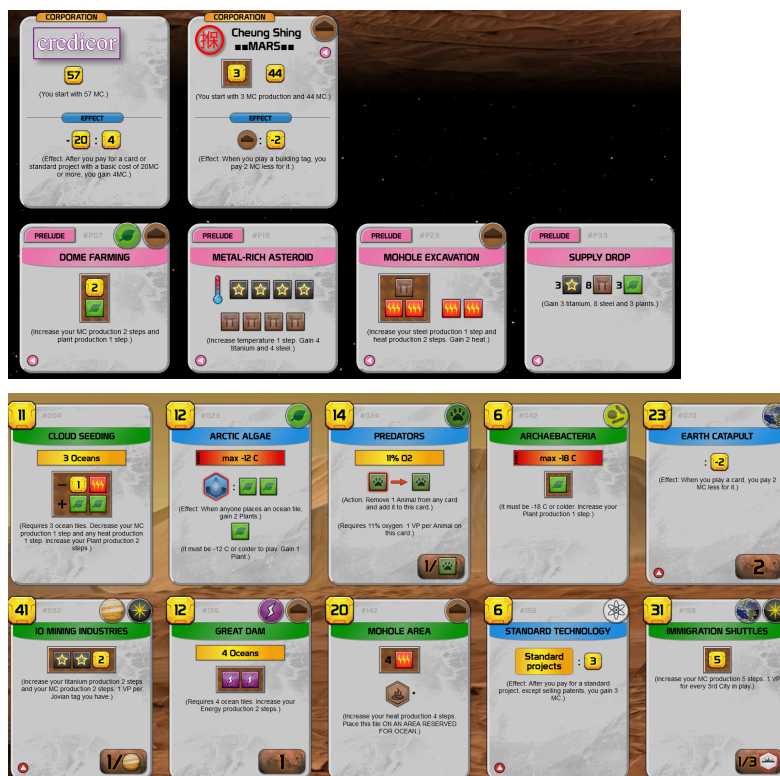 CORPORATION
credicor
57
(You start with 57 MC.)
EFFECT
- 20 : 4
(Effect: After you pay for a card or
standard project with a basic cost of 20MC
or more, you gain 4MC.)
CORPORATION
Cheung Shing
■■MARS■■
3 44
(You start with 3 MC production and 44 MC.)
EFFECT
: -2
(Effect: When you play a building tag, you
pay 2 MC less for it.)
PRELUDE #P07
DOME FARMING
2
(Increase your MC production 2 steps and
plant production 1 step.)
PRELUDE #P19
METAL-RICH ASTEROID
(Increase temperature 1 step. Gain 4
titanium and 4 steel.)
PRELUDE #P23
MOHOLE EXCAVATION
(Increase your steel production 1 step and
heat production 2 steps. Gain 2 heat.)
PRELUDE #P33
SUPPLY DROP
3 8 3
(Gain 3 titanium, 8 steel and 3 plants.)
11 #004
CLOUD SEEDING
3 Oceans
- 1
+
(Requires 3 ocean tiles. Decrease your MC
production 1 step and any heat production
1 step. Increase your Plant production 2
steps.)
12 #023
ARCTIC ALGAE
max -12 C
:
(Effect: When anyone places an ocean tile,
gain 2 Plants.)
(It must be -12 C or colder to play. Gain 1
Plant.)
14 #024
PREDATORS
11% O2
(Action: Remove 1 Animal from any card
and add it to this card.)
(Requires 11% oxygen. 1 VP per Animal on
this card.)
1/
6 #042
ARCHAEBACTERIA
max -18 C
(It must be -18 C or colder. Increase your
Plant production 1 step.)
23 #070
EARTH CATAPULT
: -2
(Effect: When you play a card, you pay 2
MC less for it.)
2
41 #092
IO MINING INDUSTRIES
2
(Increase your titanium production 2 steps
and your MC production 2 steps. 1 VP per
Jovian tag you have.)
1/
12 #136
GREAT DAM
4 Oceans
(Requires 4 ocean tiles. Increase your
Energy production 2 steps.)
1
20 #142
MOHOLE AREA
4
(Increase your heat production 4 steps.
Place this tile ON AN AREA RESERVED
FOR OCEAN.)
6 #156
STANDARD TECHNOLOGY
Standard
projects : 3
(Effect: After you pay for a standard
project, except selling patents, you gain 3
MC.)
31 #198
IMMIGRATION SHUTTLES
5
(Increase your MC production 5 steps. 1 VP
for every 3rd City in play.)
1/3